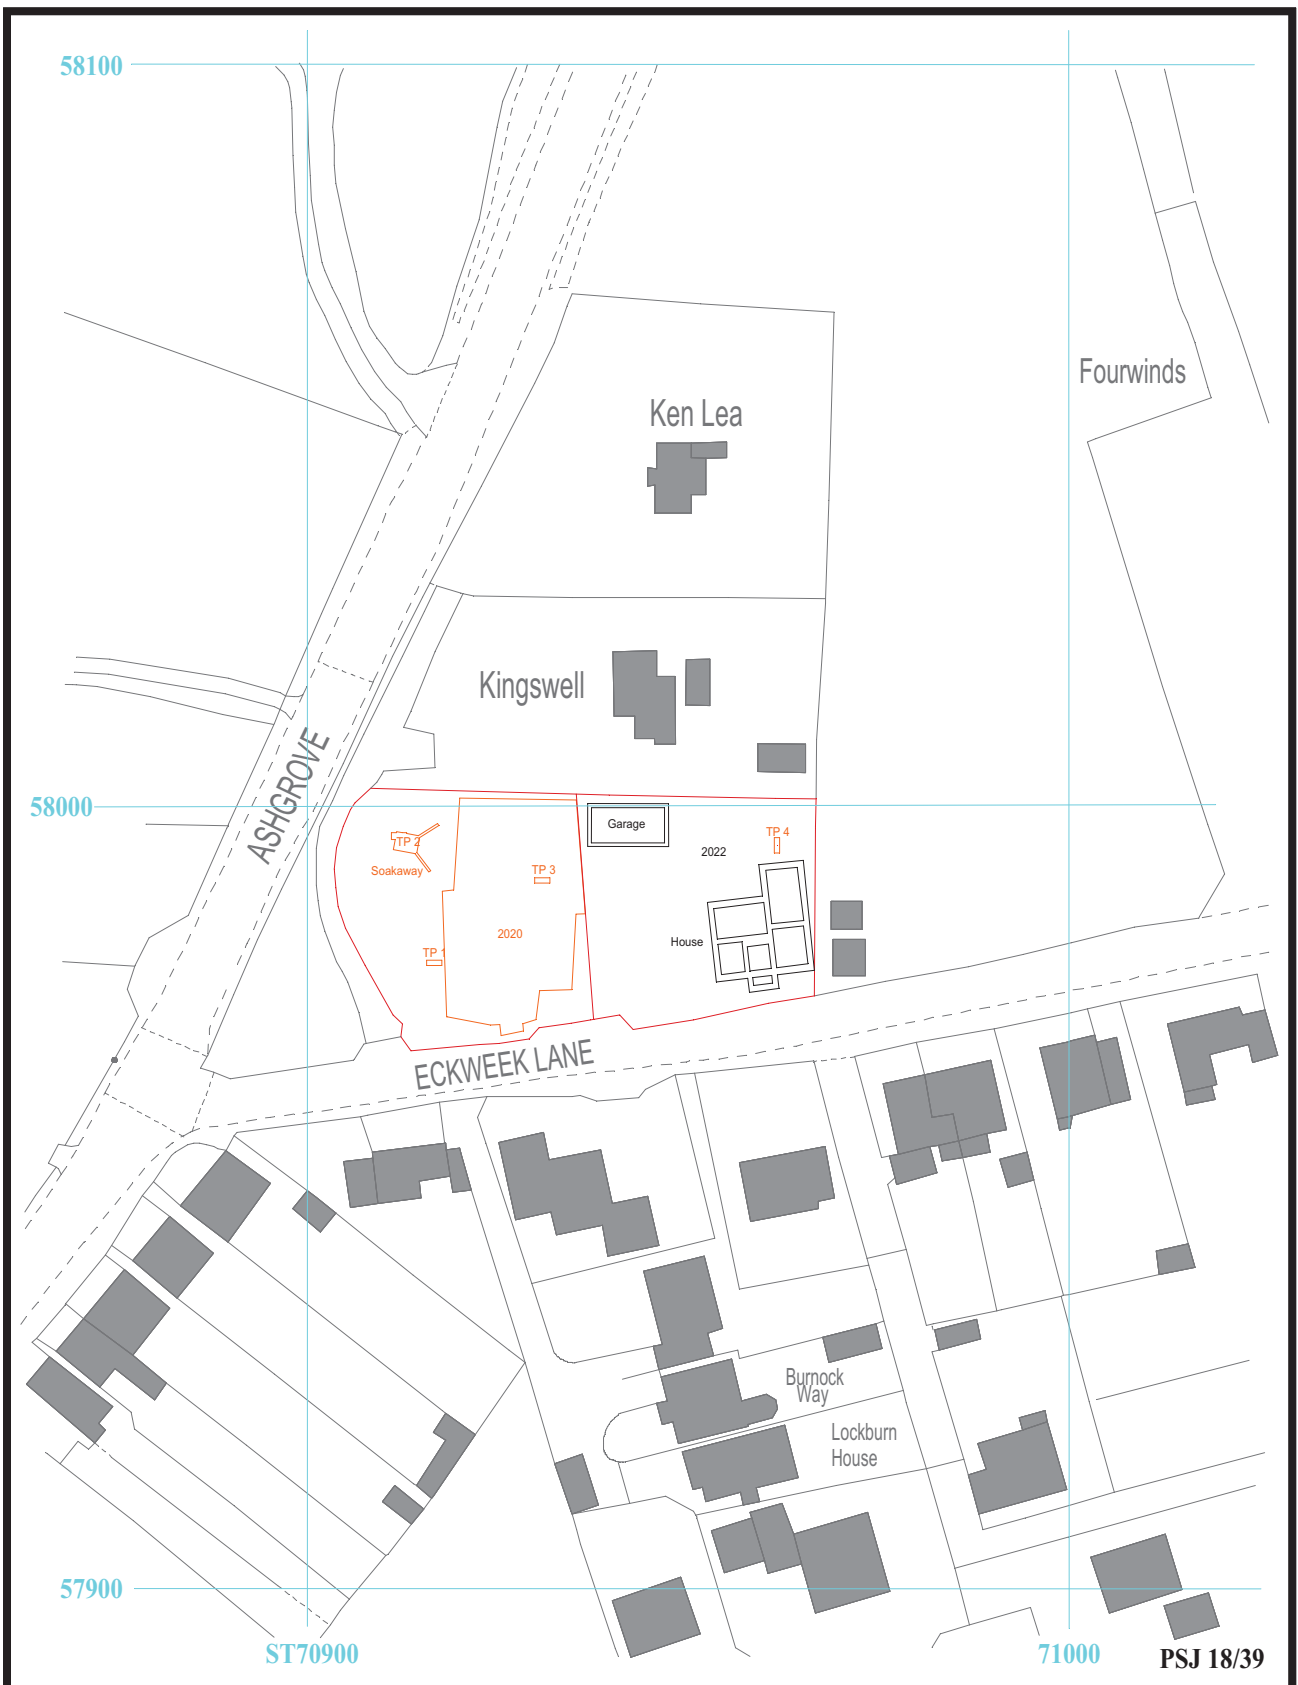 58100
Fourwinds
Ken Lea
Kingswell
ASHGROVE
58000
Garage
TP 4
TP 2
2022
Soakaway
TP 3
2020
House
TP 1
ECKWEEK LANE
Burnock
Way
Lockburn
House
57900
ST70900
71000
PSJ 18/39